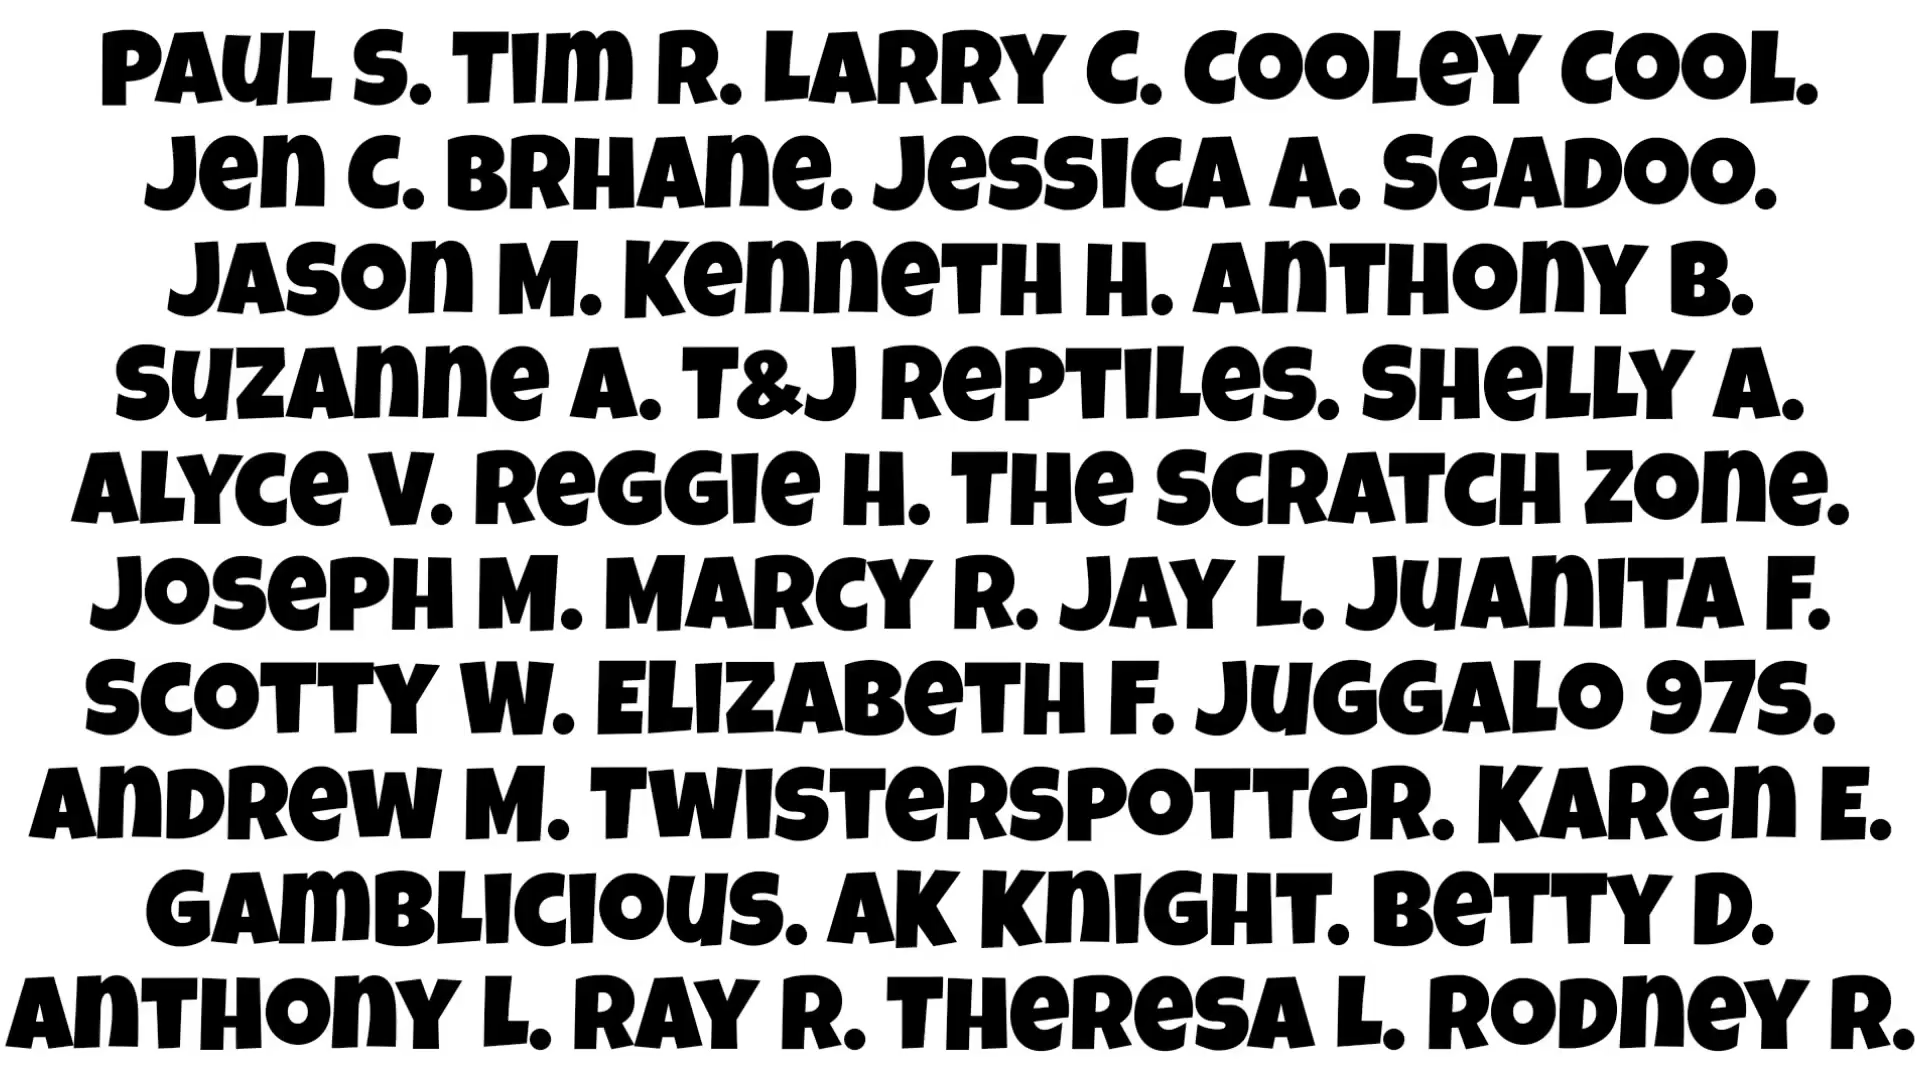 PAUL S. TIM R. LARRY C. COOLEY COOL.
JEN C. BRHANE. JESSICA A. SEADOO.
JASON M. KENNETH H. ANTHONY B.
SUZANNE A. T&J REPTILES. SHELLY A.
ALYCE V. REGGIE H. THE SCRATCH ZONE.
JOSEPH M. MARCY R. JAY L. JUANITA F.
SCOTTY W. ELIZABETH F. JUGGALO 97S.
ANDREW M. TWISTERSPOTTER. KAREN E.
GAMBLICIOUS. AK KNIGHT. BETTY D.
ANTHONY L. RAY R. THERESA L. RODNEY R.